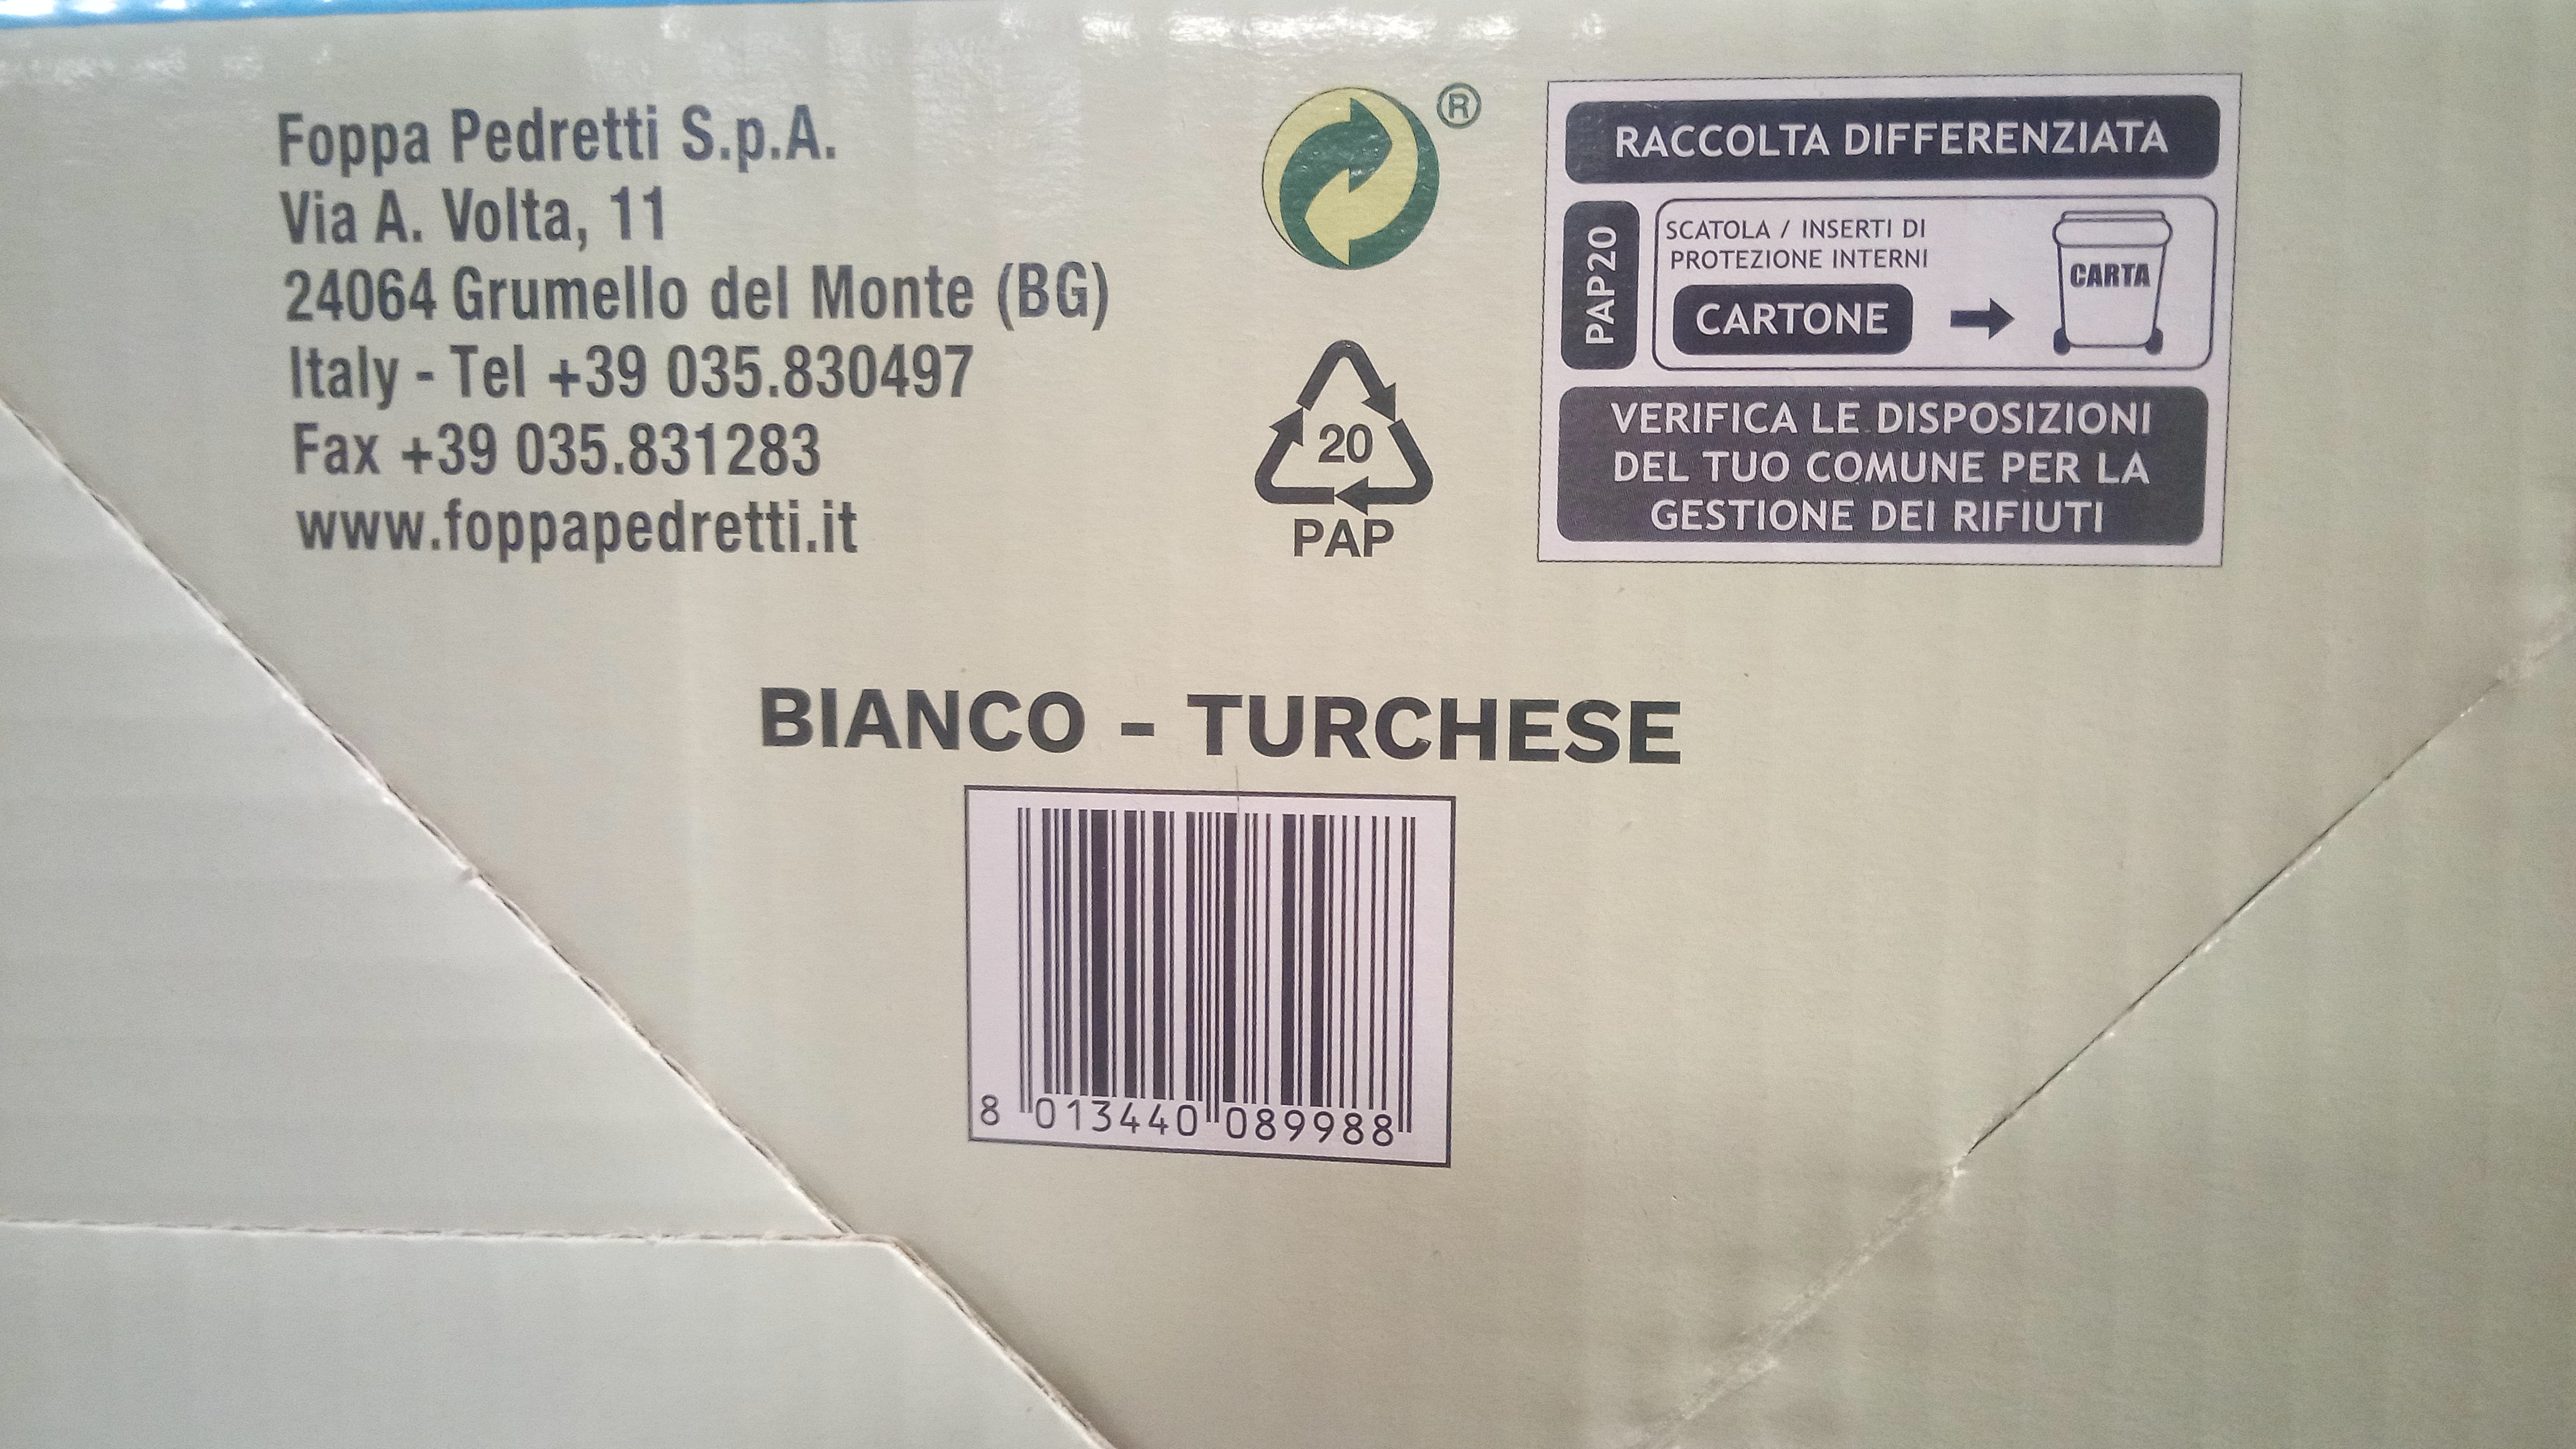 Foppa Pedretti S.p.A.
Via A. Volta, 11
24064 Grumello del Monte (BG)
Italy - Tel +39 035.830497
Fax +39 035.831283
www.foppapedretti.it
®
20
PAP
RACCOLTA DIFFERENZIATA
PAP20
SCATOLA / INSERTI DI
PROTEZIONE INTERNI
CARTONE
CARTA
VERIFICA LE DISPOSIZIONI
DEL TUO COMUNE PER LA
GESTIONE DEI RIFIUTI
BIANCO - TURCHESE
8 013440 089988